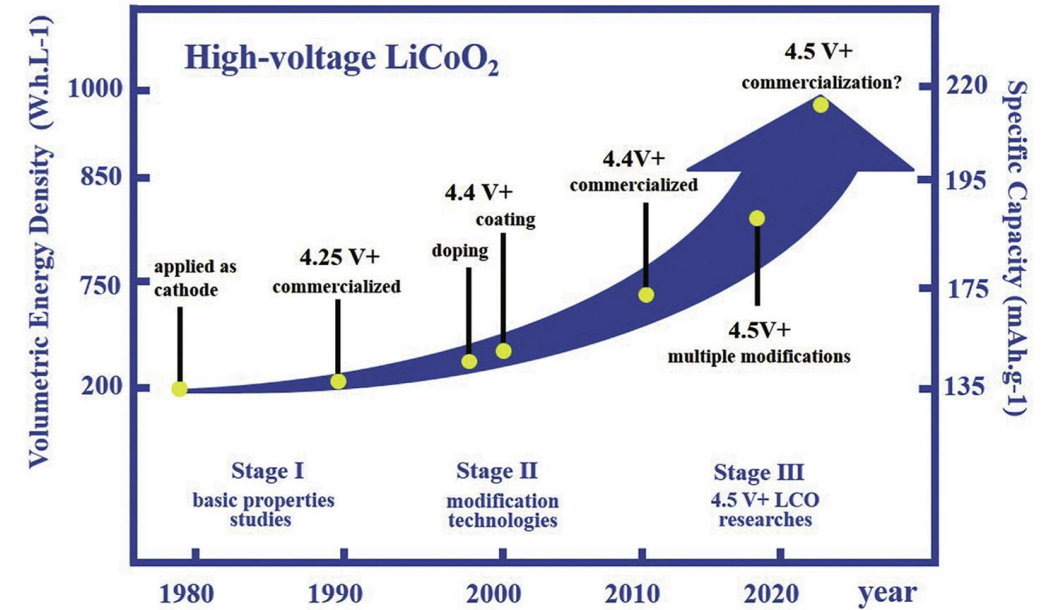 High-voltage LiCoO₂
Volumetric Energy Density (W.h.L-1)
1000
850
750
200
Specific Capacity (mAh.g-1)
220
195
175
135
applied as
cathode
4.25 V+
commercialized
4.4 V+
doping
coating
4.4V+
commercialized
4.5 V+
commercialization?
4.5V+
multiple modifications
Stage I
basic properties
studies
Stage II
modification
technologies
Stage III
4.5 V+ LCO
researches
1980
1990
2000
2010
2020
year